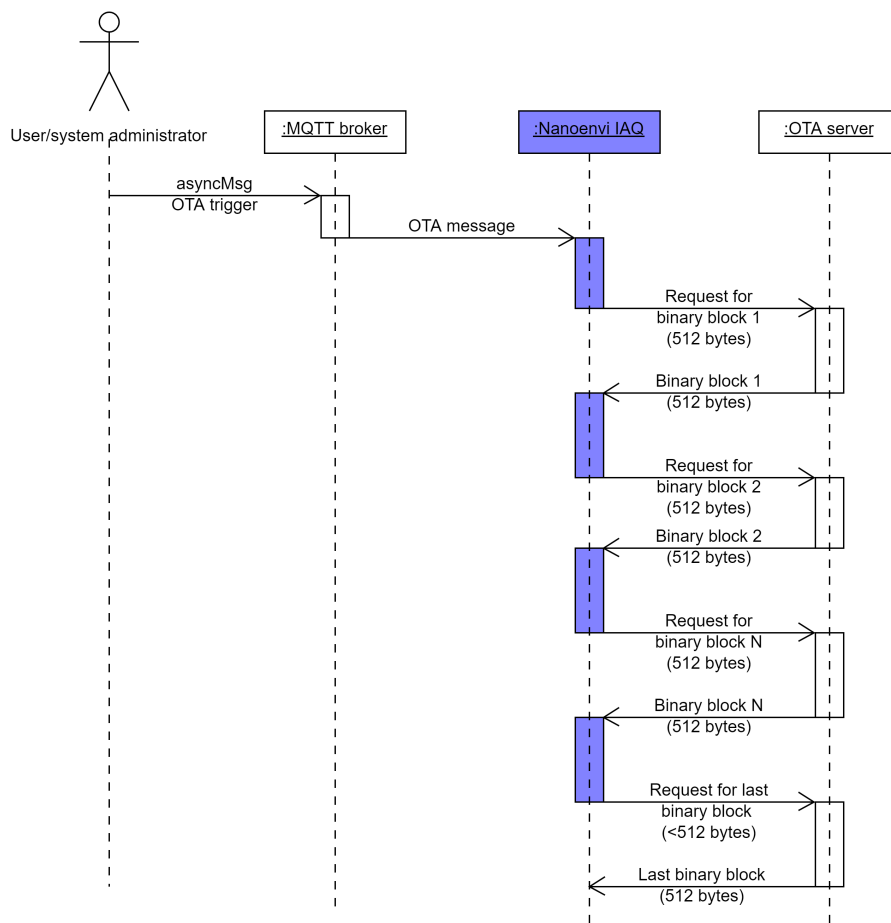 User/system administrator
:MQTT broker
:Nanoenvi IAQ
:OTA server
asyncMsg
OTA trigger
OTA message
Request for
binary block 1
(512 bytes)
Binary block 1
(512 bytes)
Request for
binary block 2
(512 bytes)
Binary block 2
(512 bytes)
Request for
binary block N
(512 bytes)
Binary block N
(512 bytes)
Request for last
binary block
(<512 bytes)
Last binary block
(512 bytes)